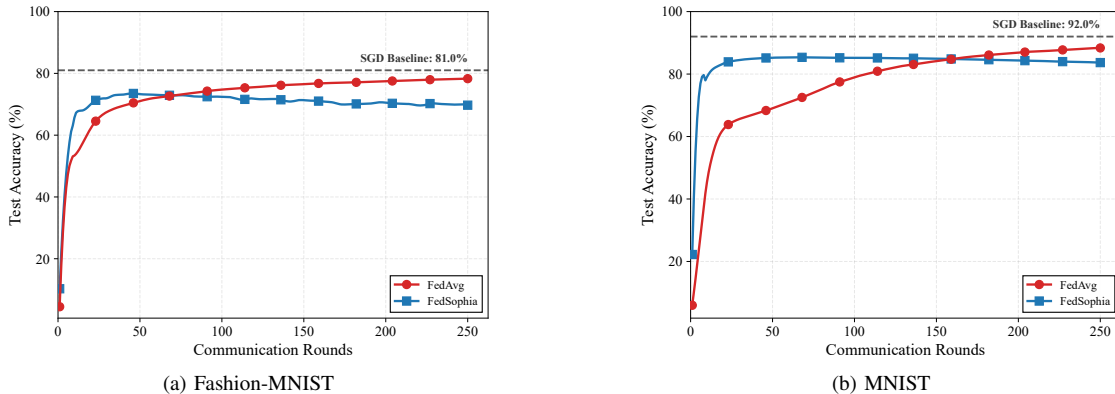 100
80
60
40
20
0
50
100
150
200
250
Test Accuracy (%)
Communication Rounds
SGD Baseline: 81.0%
FedAvg
FedSophia
(a) Fashion-MNIST
100
80
60
40
20
0
50
100
150
200
250
Test Accuracy (%)
Communication Rounds
SGD Baseline: 92.0%
FedAvg
FedSophia
(b) MNIST